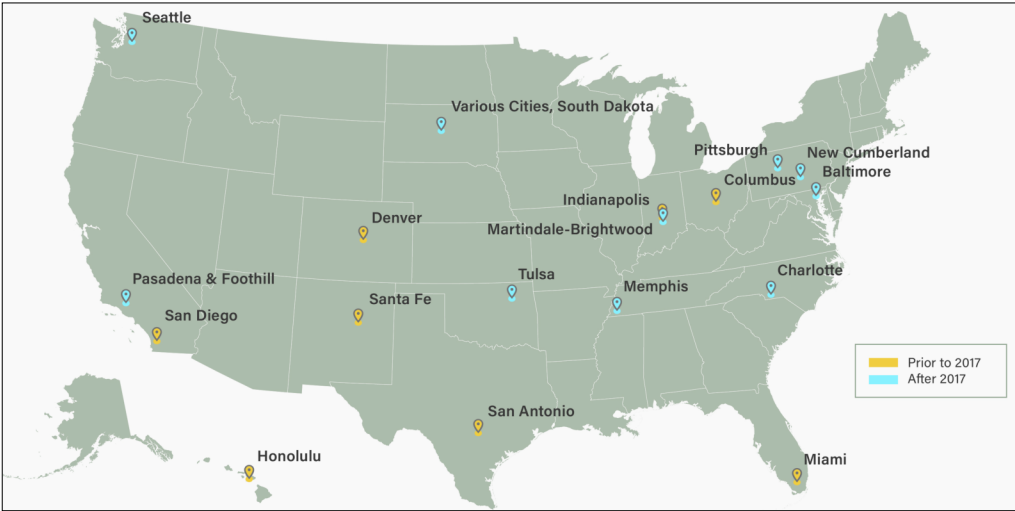 Seattle
Various Cities, South Dakota
Pittsburgh
New Cumberland
Baltimore
Columbus
Indianapolis
Martindale-Brightwood
Denver
Pasadena & Foothill
Tulsa
Charlotte
Memphis
Santa Fe
San Diego
Prior to 2017
After 2017
San Antonio
Honolulu
Miami